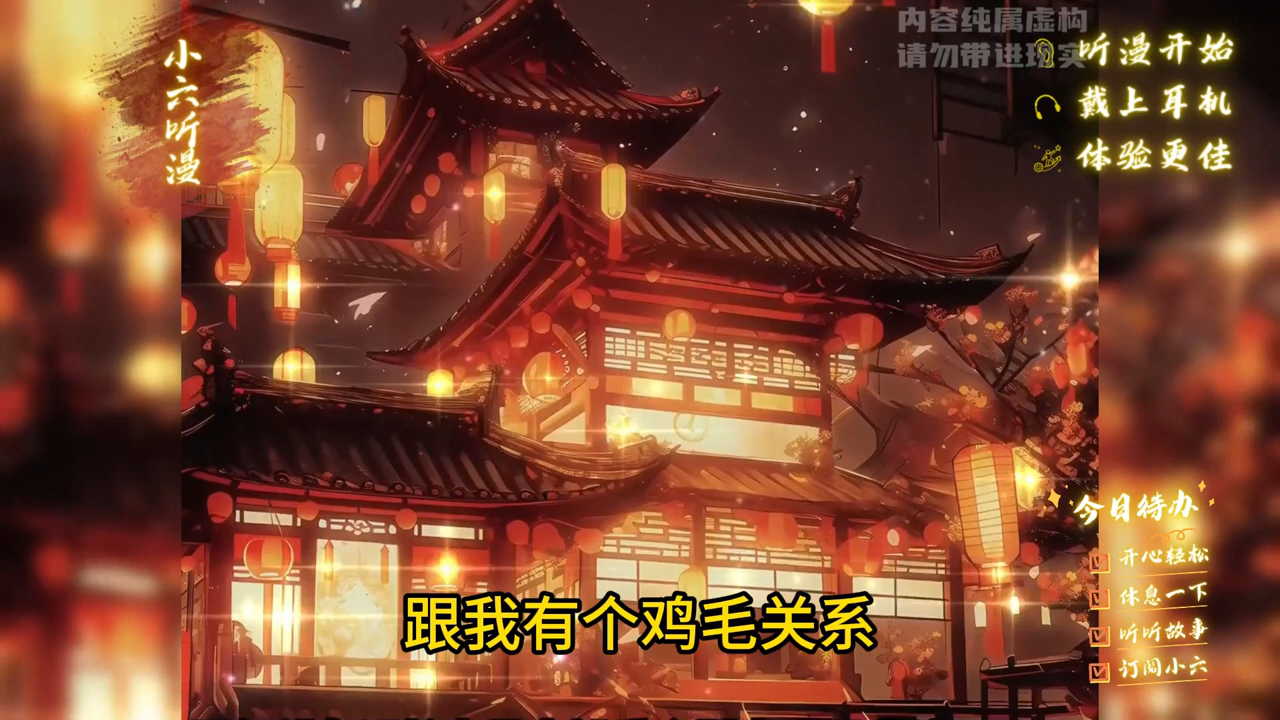 小六听漫
内容纯属虚构
请勿带进现实
听漫开始
戴上耳机
体验更佳
今日待办
开心轻松
休息一下
听听故事
订阅小六
跟我有个鸡毛关系